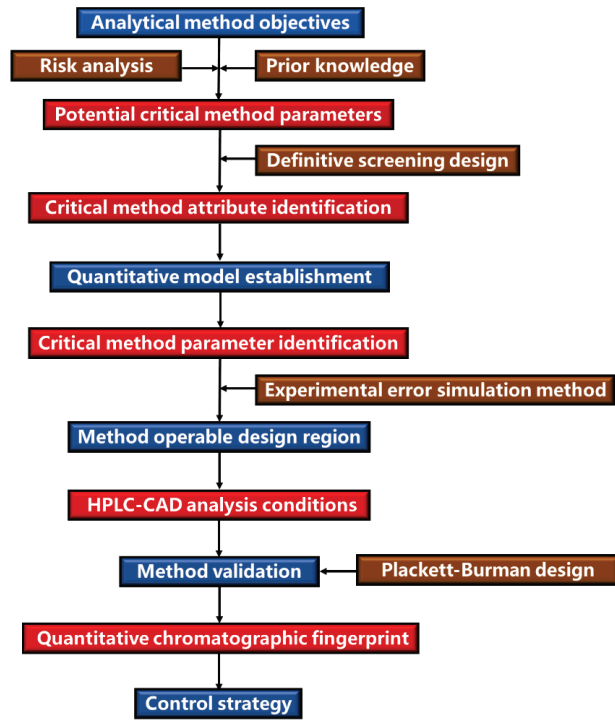 Analytical method objectives
Risk analysis
Prior knowledge
Potential critical method parameters
Definitive screening design
Critical method attribute identification
Quantitative model establishment
Critical method parameter identification
Experimental error simulation method
Method operable design region
HPLC-CAD analysis conditions
Method validation
Plackett-Burman design
Quantitative chromatographic fingerprint
Control strategy